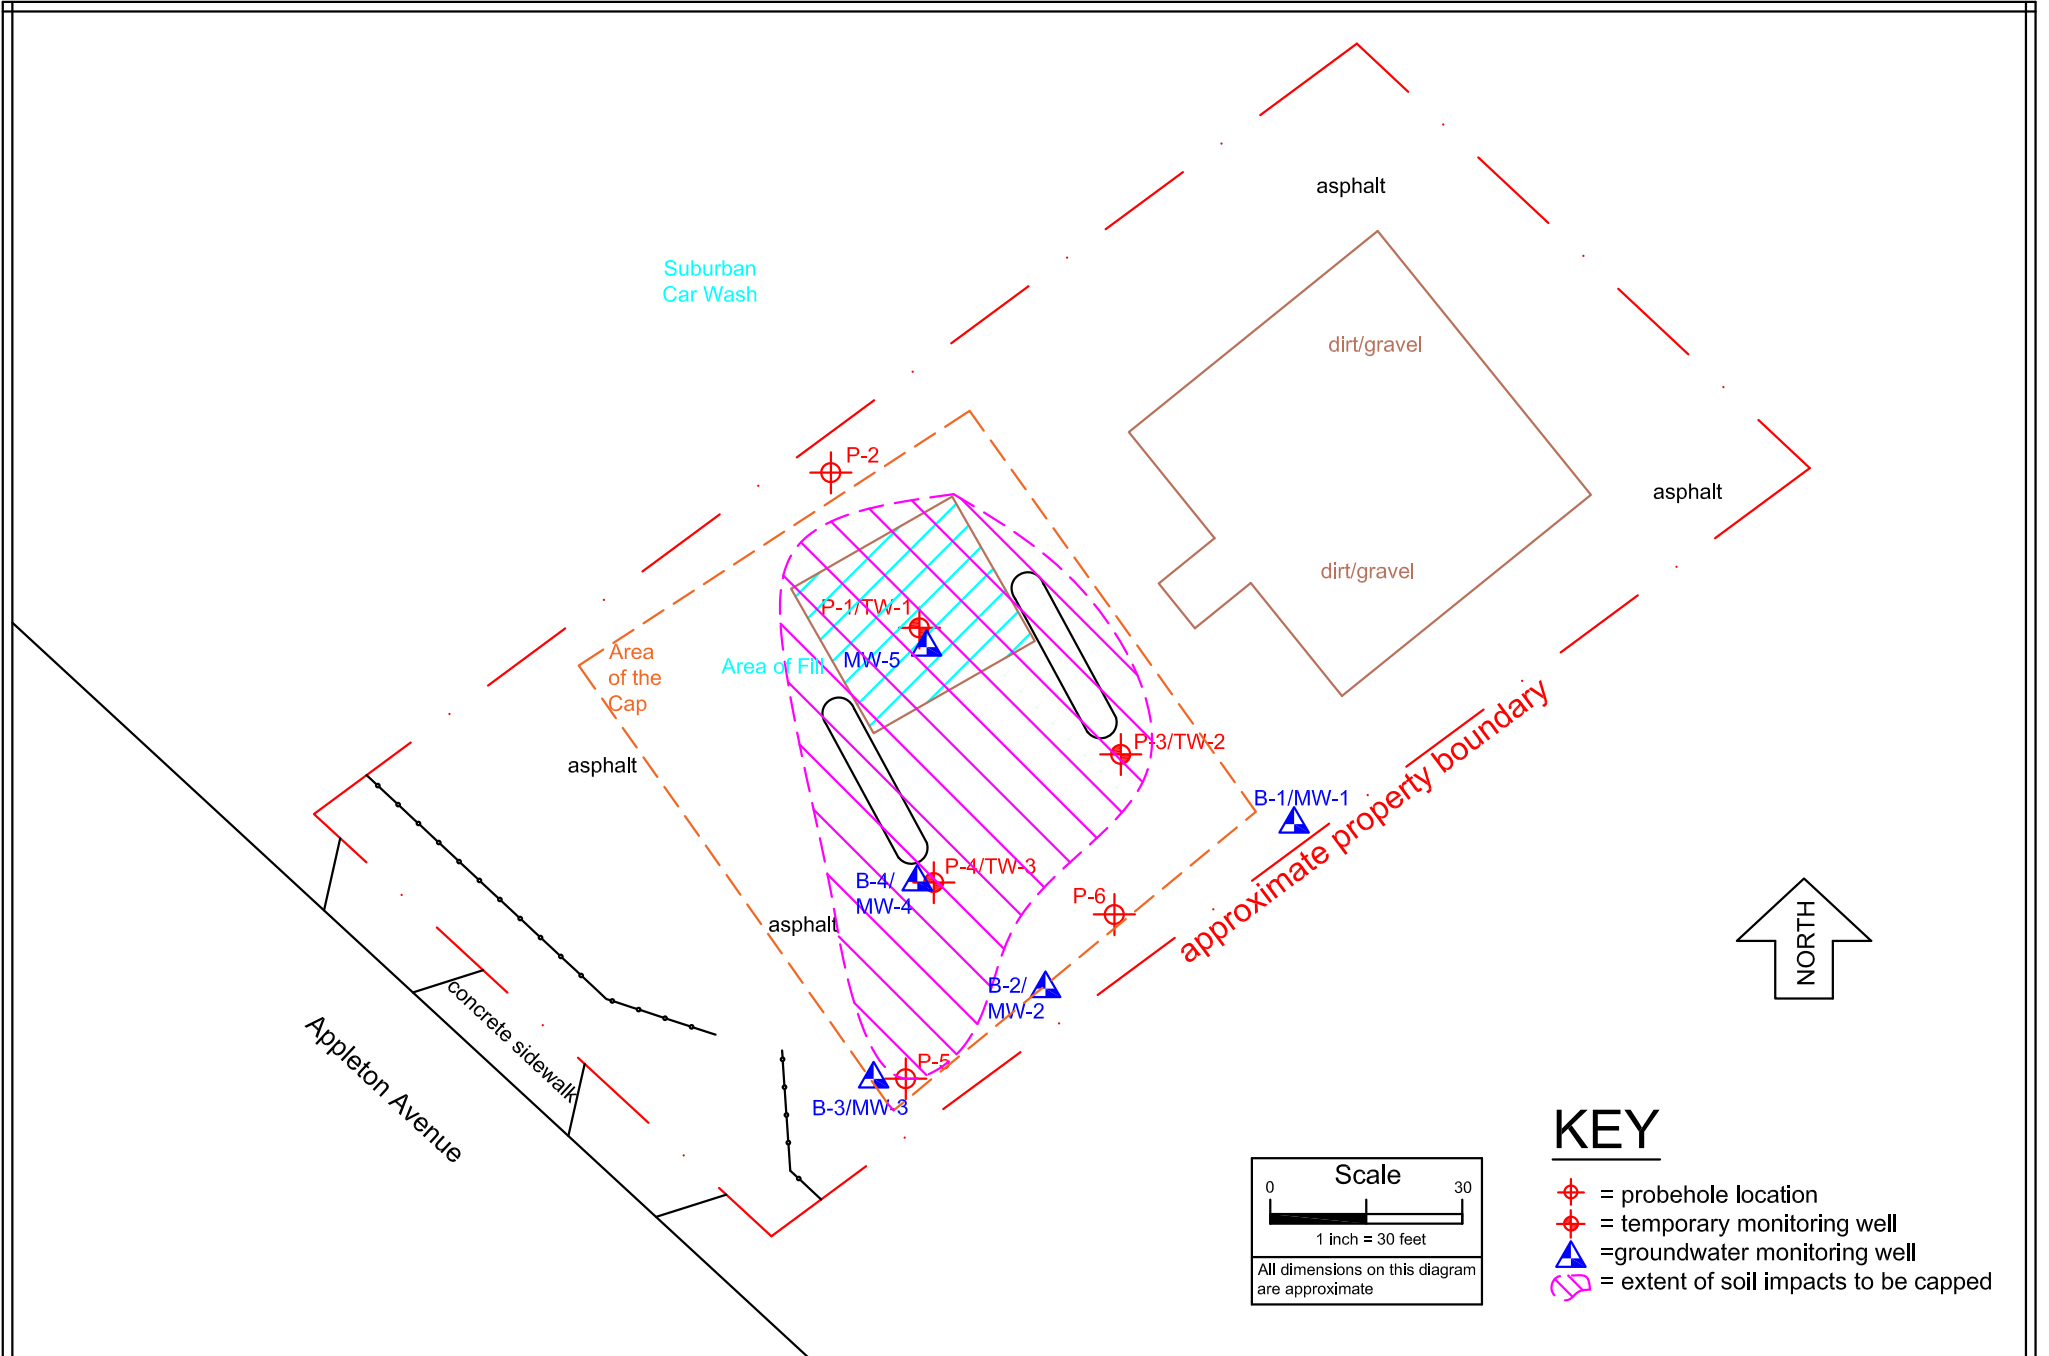 asphalt
Suburban
Car Wash
dirt/gravel
P-2
asphalt
dirt/gravel
P-1/TW-1
Area
of the
Cap
Area of Fill
MW-5
approximate property boundary
P-3/TW-2
asphalt
B-1/MW-1
P-4/TW-3
B-4/
MW-4
P-6
asphalt
NORTH
B-2/
MW-2
concrete sidewalk
Appleton Avenue
P-5
B-3/MW-3
KEY
= probehole location
= temporary monitoring well
=groundwater monitoring well
= extent of soil impacts to be capped
Scale
0 30
1 inch = 30 feet
All dimensions on this diagram
are approximate